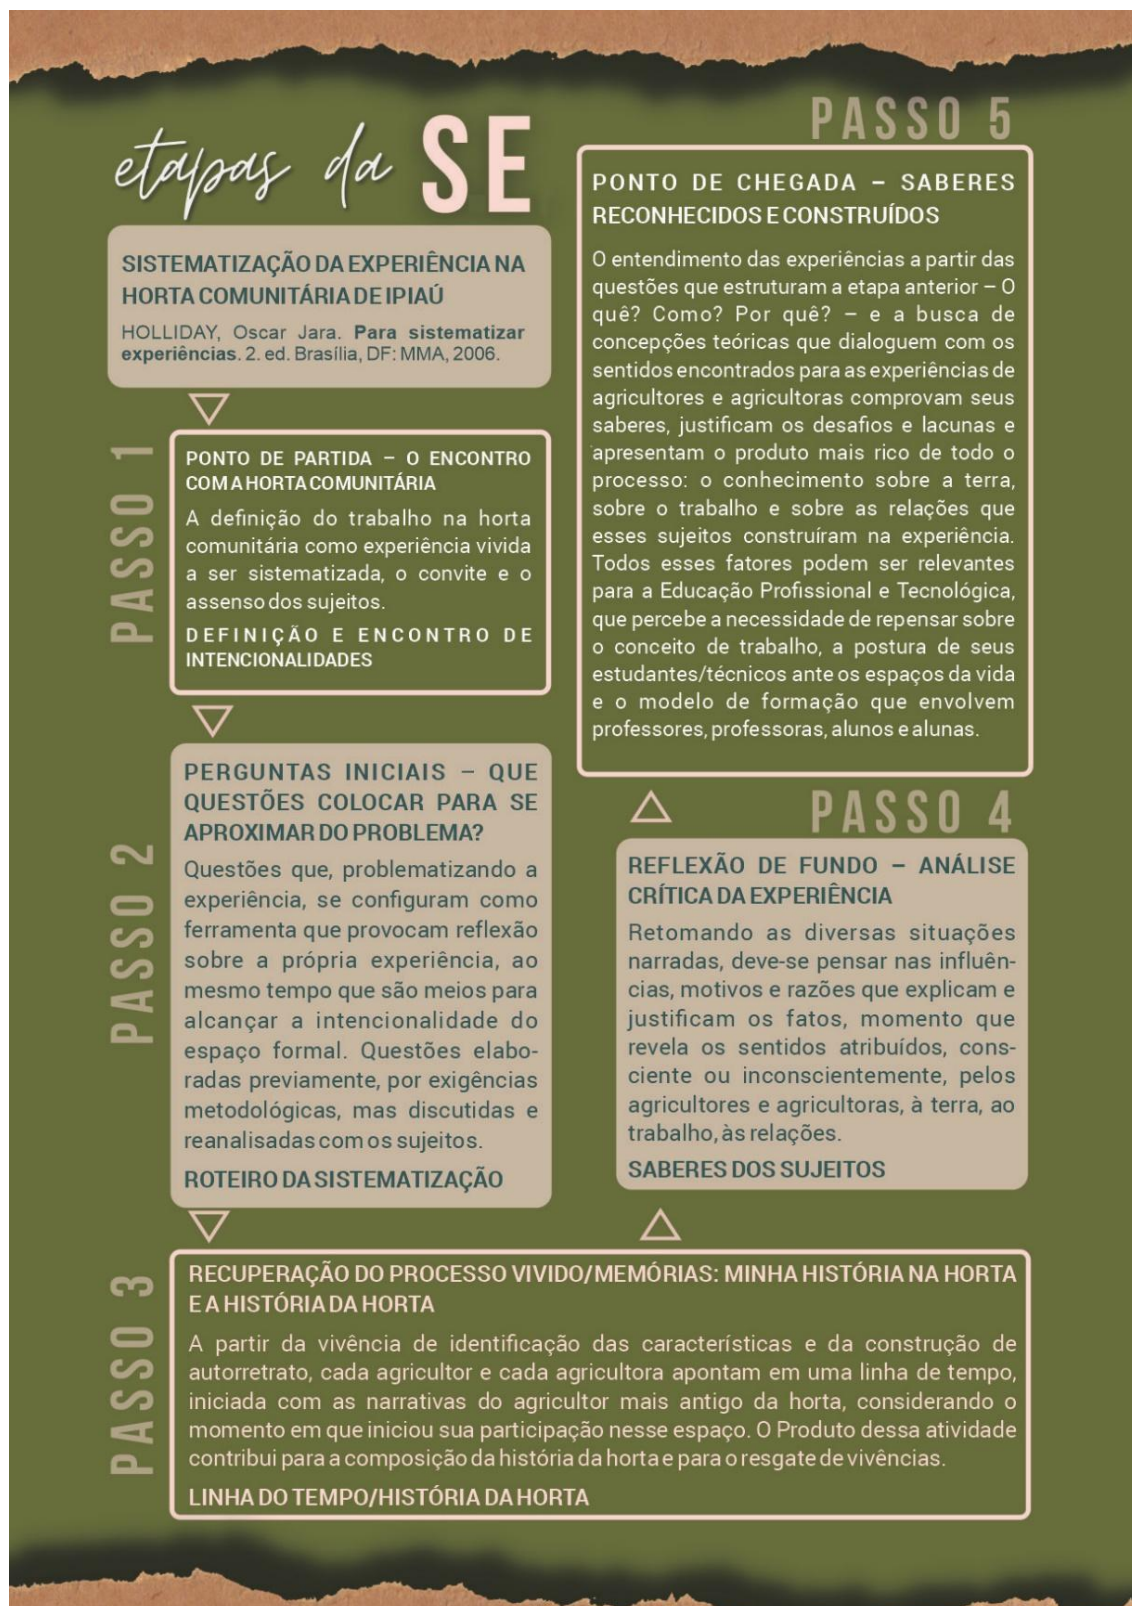 etapas da SE
SISTEMATIZAÇÃO DA EXPERIÊNCIA NA
HORTA COMUNITÁRIA DE IPIAÚ
HOLLIDAY, Oscar Jara. Para sistematizar
experiências. 2. ed. Brasília, DF: MMA, 2006.
PASSO 1
PONTO DE PARTIDA – O ENCONTRO
COM A HORTA COMUNITÁRIA
A definição do trabalho na horta
comunitária como experiência vivida
a ser sistematizada, o convite e o
assenso dos sujeitos.
DEFINIÇÃO E ENCONTRO DE
INTENCIONALIDADES
PASSO 2
PERGUNTAS INICIAIS – QUE
QUESTÕES COLOCAR PARA SE
APROXIMAR DO PROBLEMA?
Questões que, problematizando a
experiência, se configuram como
ferramenta que provocam reflexão
sobre a própria experiência, ao
mesmo tempo que são meios para
alcançar a intencionalidade do
espaço formal. Questões elabo-
radas previamente, por exigências
metodológicas, mas discutidas e
reanalisadas com os sujeitos.
ROTEIRO DA SISTEMATIZAÇÃO
PASSO 3
RECUPERAÇÃO DO PROCESSO VIVIDO/MEMÓRIAS: MINHA HISTÓRIA NA HORTA
E A HISTÓRIA DA HORTA
A partir da vivência de identificação das características e da construção de
autorretrato, cada agricultor e cada agricultora apontam em uma linha de tempo,
iniciada com as narrativas do agricultor mais antigo da horta, considerando o
momento em que iniciou sua participação nesse espaço. O Produto dessa atividade
contribui para a composição da história da horta e para o resgate de vivências.
LINHA DO TEMPO/HISTÓRIA DA HORTA
PASSO 4
REFLEXÃO DE FUNDO – ANÁLISE
CRÍTICA DA EXPERIÊNCIA
Retomando as diversas situações
narradas, deve-se pensar nas influên-
cias, motivos e razões que explicam e
justificam os fatos, momento que
revela os sentidos atribuídos, cons-
ciente ou inconscientemente, pelos
agricultores e agricultoras, à terra, ao
trabalho, às relações.
SABERES DOS SUJEITOS
PASSO 5
PONTO DE CHEGADA – SABERES
RECONHECIDOS E CONSTRUÍDOS
O entendimento das experiências a partir das
questões que estruturam a etapa anterior – O
quê? Como? Por quê? – e a busca de
concepções teóricas que dialoguem com os
sentidos encontrados para as experiências de
agricultores e agricultoras comprovam seus
saberes, justificam os desafios e lacunas e
apresentam o produto mais rico de todo o
processo: o conhecimento sobre a terra,
sobre o trabalho e sobre as relações que
esses sujeitos construíram na experiência.
Todos esses fatores podem ser relevantes
para a Educação Profissional e Tecnológica,
que percebe a necessidade de repensar sobre
o conceito de trabalho, a postura de seus
estudantes/técnicos ante os espaços da vida
e o modelo de formação que envolvem
professores, professoras, alunos e alunas.